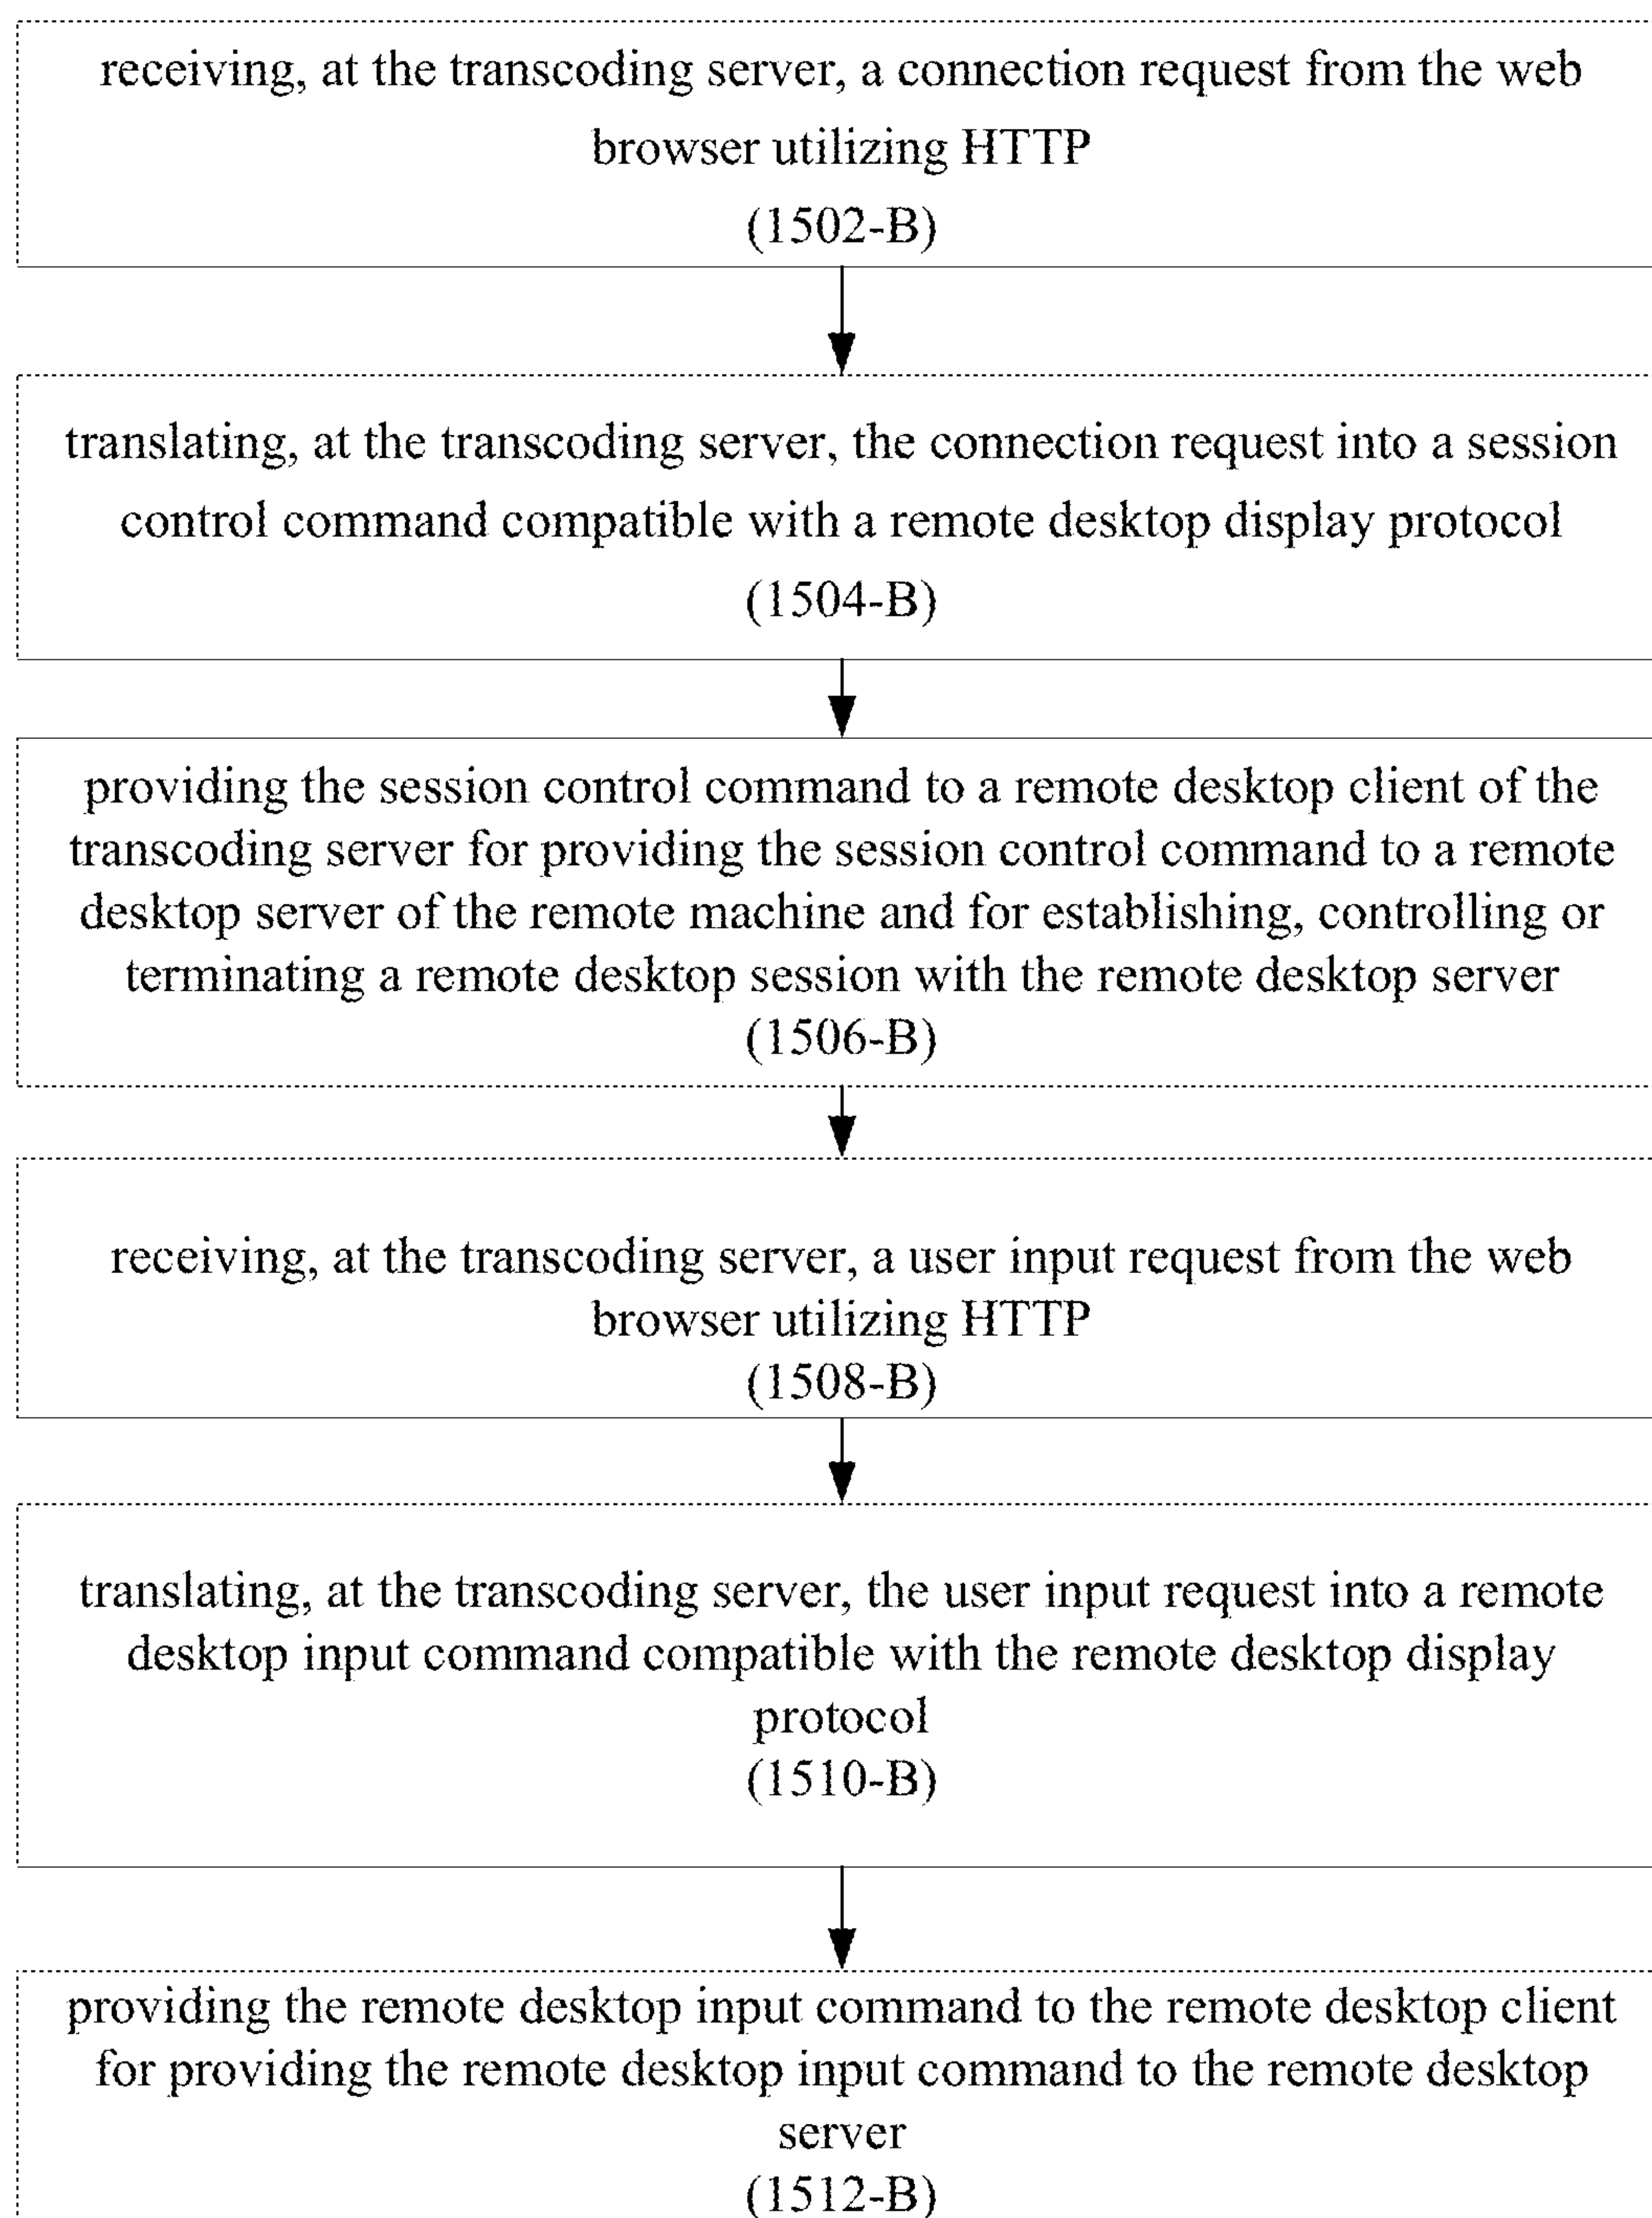 receiving, at the transcoding server, a connection request from the web
browser utilizing HTTP
(1502-B)
translating, at the transcoding server, the connection request into a session
control command compatible with a remote desktop display protocol
(1504-B)
providing the session control command to a remote desktop client of the
transcoding server for providing the session control command to a remote
desktop server of the remote machine and for establishing, controlling or
terminating a remote desktop session with the remote desktop server
(1506-B)
receiving, at the transcoding server, a user input request from the web
browser utilizing HTTP
(1508-B)
translating, at the transcoding server, the user input request into a remote
desktop input command compatible with the remote desktop display
protocol
(1510-B)
providing the remote desktop input command to the remote desktop client
for providing the remote desktop input command to the remote desktop
server
(1512-B)